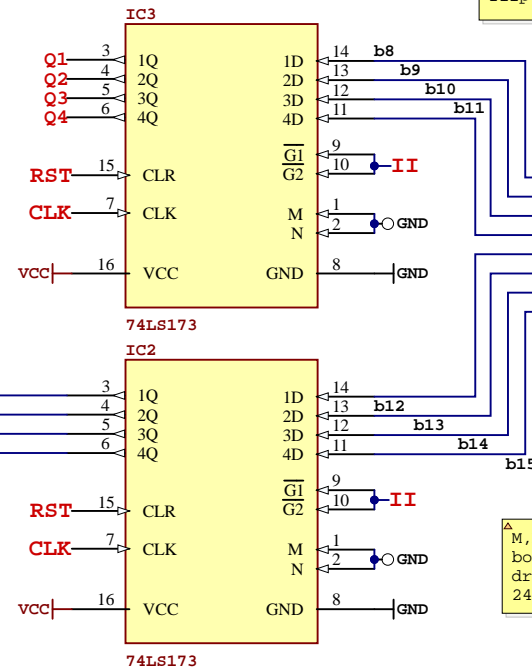 IC3
Q1 3 1Q 1D 14 b8
Q2 4 2Q 2D 13 b9
Q3 5 3Q 3D 12 b10
Q4 6 4Q 4D 11 b11
G1 9
G2 10 II
RST 15 CLR
CLK 7 CLK M 1
N 2 GND
VCC 16 VCC GND 8 GND
74LS173
IC2
3 1Q 1D 14
4 2Q 2D 13 b12
5 3Q 3D 12 b13
6 4Q 4D 11 b14
b15
G1 9
G2 10 II
RST 15 CLR
CLK 7 CLK M 1
N 2 GND
VCC 16 VCC GND 8 GND
74LS173
M,
bo
dr
24